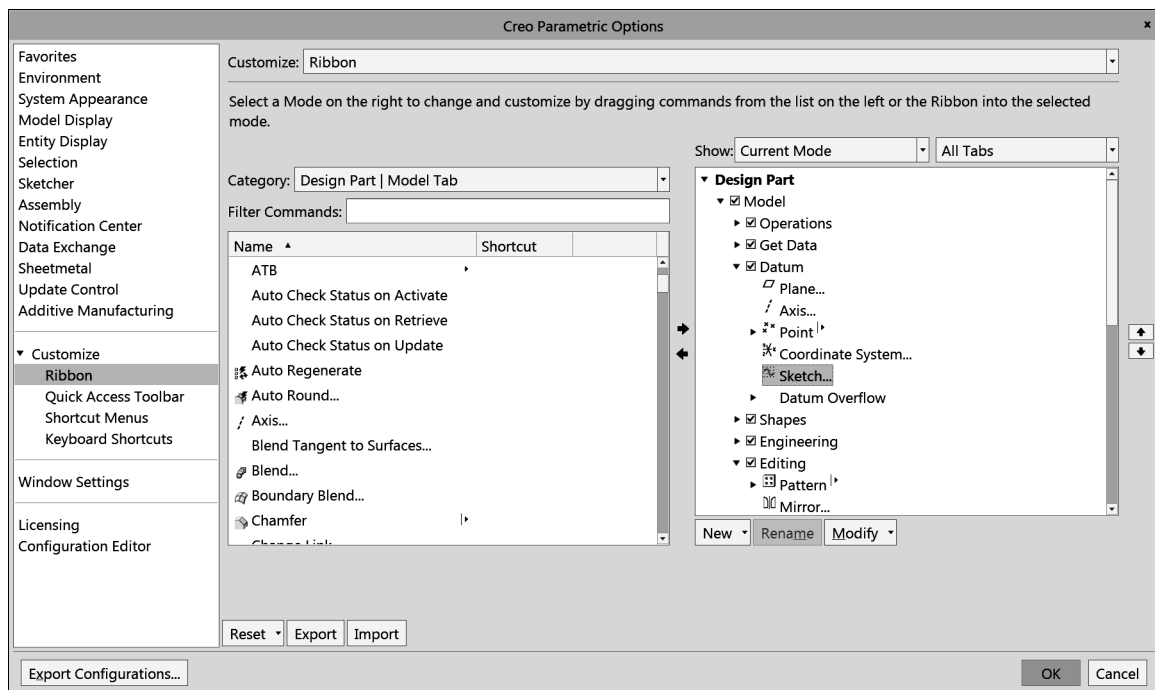 Creo Parametric Options
Favorites
Environment
System Appearance
Model Display
Entity Display
Selection
Sketcher
Assembly
Notification Center
Data Exchange
Sheetmetal
Update Control
Additive Manufacturing
Customize
Ribbon
Quick Access Toolbar
Shortcut Menus
Keyboard Shortcuts
Window Settings
Licensing
Configuration Editor
Customize: Ribbon
Select a Mode on the right to change and customize by dragging commands from the list on the left or the Ribbon into the selected
mode.
Category: Design Part | Model Tab
Filter Commands:
Name Shortcut
ATB
Auto Check Status on Activate
Auto Check Status on Retrieve
Auto Check Status on Update
Auto Regenerate
Auto Round...
Axis...
Blend Tangent to Surfaces...
Blend...
Boundary Blend...
Chamfer
Change Link
Show: Current Mode All Tabs
Design Part
Model
Operations
Get Data
Datum
Plane...
Axis...
Point
Coordinate System...
Sketch...
Datum Overflow
Shapes
Engineering
Editing
Pattern
Mirror...
New Rename Modify
Reset Export Import
Export Configurations...
OK Cancel